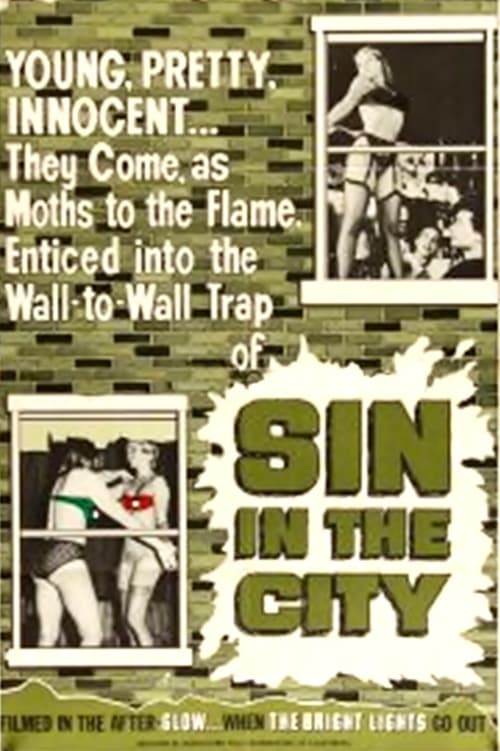 YOUNG, PRETTY,
INNOCENT...
They Come, as
Moths to the Flame,
Enticed into the
Wall-to-Wall Trap
of
SIN
IN THE
CITY
FILMED IN THE AFTER-GLOW... WHEN THE BRIGHT LIGHTS GO OUT